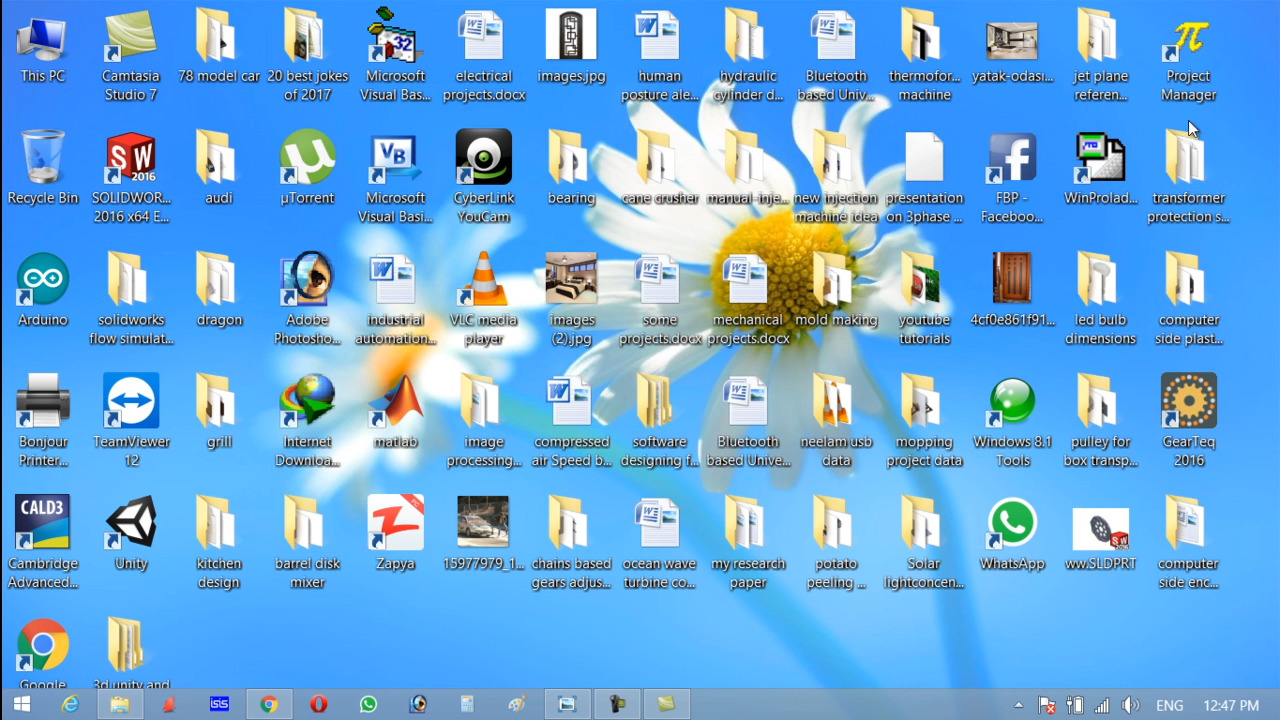 This PC
Camtasia
Studio 7
78 model car
20 best jokes
of 2017
32
Microsoft
Visual Bas...
electrical
projects.docx
images.jpg
human
posture ale...
hydraulic
cylinder d...
Bluetooth
based Univ...
thermofor...
machine
yatak-odası...
jet plane
referen...
Project
Manager
Recycle Bin
SW
2016
SOLIDWOR...
2016 x64 E...
audi
µTorrent
VB
Microsoft
Visual Basi...
CyberLink
YouCam
bearing
cane crusher
manual-inje...
new injection
machine idea
presentation
on 3phase ...
FBP -
Faceboo...
WinProlad...
transformer
protection s...
Arduino
solidworks
flow simulat...
dragon
Adobe
Photosho...
industrial
automation...
VLC media
player
images
(2).jpg
some
projects.docx
mechanical
projects.docx
mold making
youtube
tutorials
4cf0e861f91...
led bulb
dimensions
computer
side plast...
Bonjour
Printer...
TeamViewer
12
grill
Internet
Downloa...
matlab
image
processing...
compressed
air Speed b...
software
designing f...
Bluetooth
based Unive...
neelam usb
data
mopping
project data
Windows 8.1
Tools
pulley for
box transp...
GearTeq
2016
CALD3
Cambridge
Advanced...
Unity
kitchen
design
barrel disk
mixer
Zapya
15977979_1...
chains based
gears adjus...
ocean wave
turbine co...
my research
paper
potato
peeling ...
Solar
lightconcen...
WhatsApp
ww.SLDPRT
computer
side enc...
Google
3d unity and
ISIS
ENG
12:47 PM